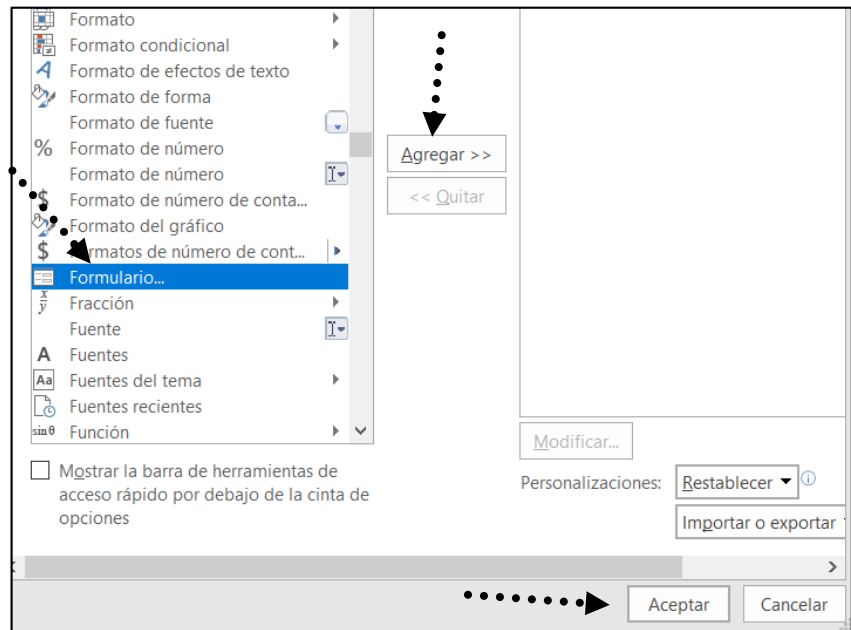 Formato
Formato condicional
A Formato de efectos de texto
Formato de forma
Formato de fuente
% Formato de número
Formato de número
$ Formato de número de conta...
Formato del gráfico
$ Formatos de número de cont...
Formulario...
x/y Fracción
Fuente
A Fuentes
Aa Fuentes del tema
Fuentes recientes
sin θ Función
Agregar >>
<< Quitar
Modificar...
Mostrar la barra de herramientas de
acceso rápido por debajo de la cinta de
opciones
Personalizaciones: Restablecer
Importar o exportar
Aceptar Cancelar